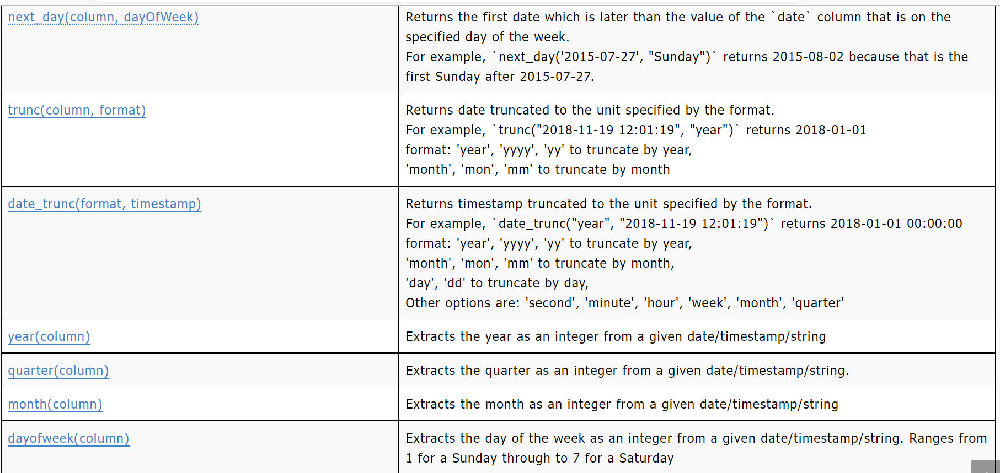 next_day(column, dayOfWeek)
Returns the first date which is later than the value of the `date` column that is on the
specified day of the week.
For example, `next_day('2015-07-27', "Sunday")` returns 2015-08-02 because that is the
first Sunday after 2015-07-27.
trunc(column, format)
Returns date truncated to the unit specified by the format.
For example, `trunc("2018-11-19 12:01:19", "year")` returns 2018-01-01
format: 'year', 'yyyy', 'yy' to truncate by year,
'month', 'mon', 'mm' to truncate by month
date_trunc(format, timestamp)
Returns timestamp truncated to the unit specified by the format.
For example, `date_trunc("year", "2018-11-19 12:01:19")` returns 2018-01-01 00:00:00
format: 'year', 'yyyy', 'yy' to truncate by year,
'month', 'mon', 'mm' to truncate by month,
'day', 'dd' to truncate by day,
Other options are: 'second', 'minute', 'hour', 'week', 'month', 'quarter'
year(column)
Extracts the year as an integer from a given date/timestamp/string
quarter(column)
Extracts the quarter as an integer from a given date/timestamp/string.
month(column)
Extracts the month as an integer from a given date/timestamp/string
dayofweek(column)
Extracts the day of the week as an integer from a given date/timestamp/string. Ranges from
1 for a Sunday through to 7 for a Saturday